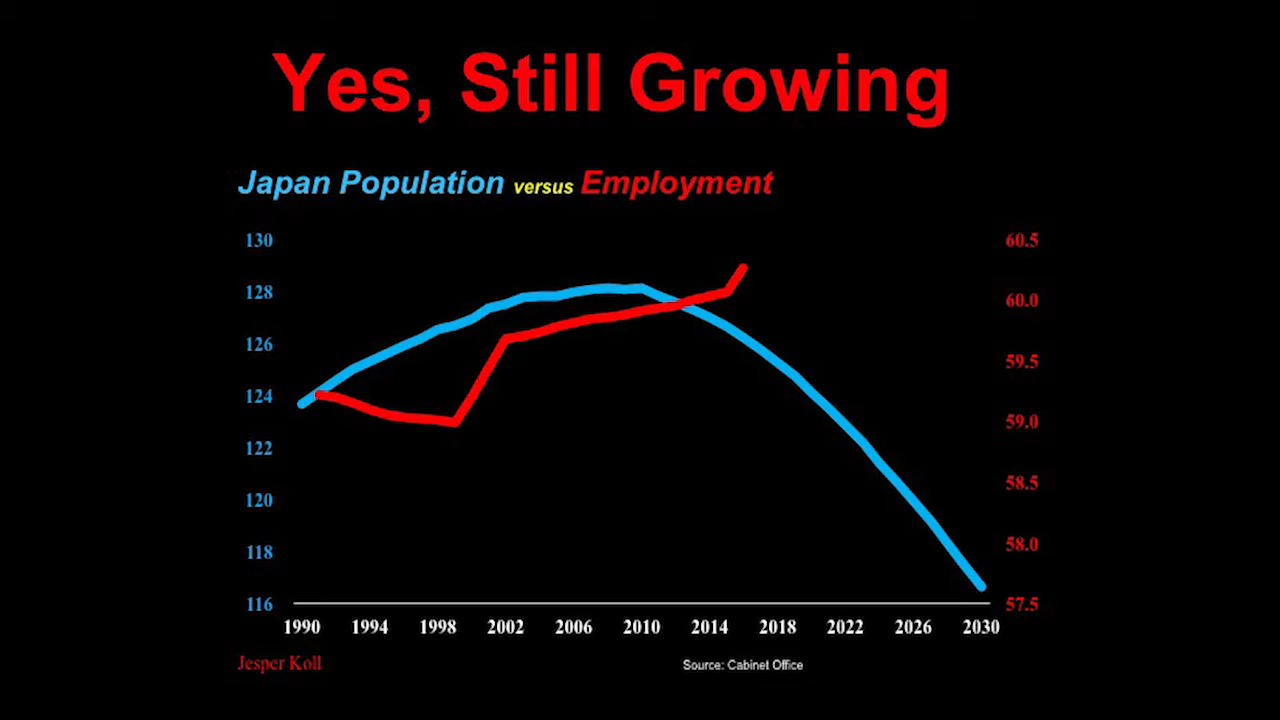 Yes, Still Growing
Japan Population versus Employment
130 60.5
128 60.0
126 59.5
124 59.0
122 58.5
120 58.0
118 57.5
116
1990 1994 1998 2002 2006 2010 2014 2018 2022 2026 2030
Jesper Koll Source: Cabinet Office